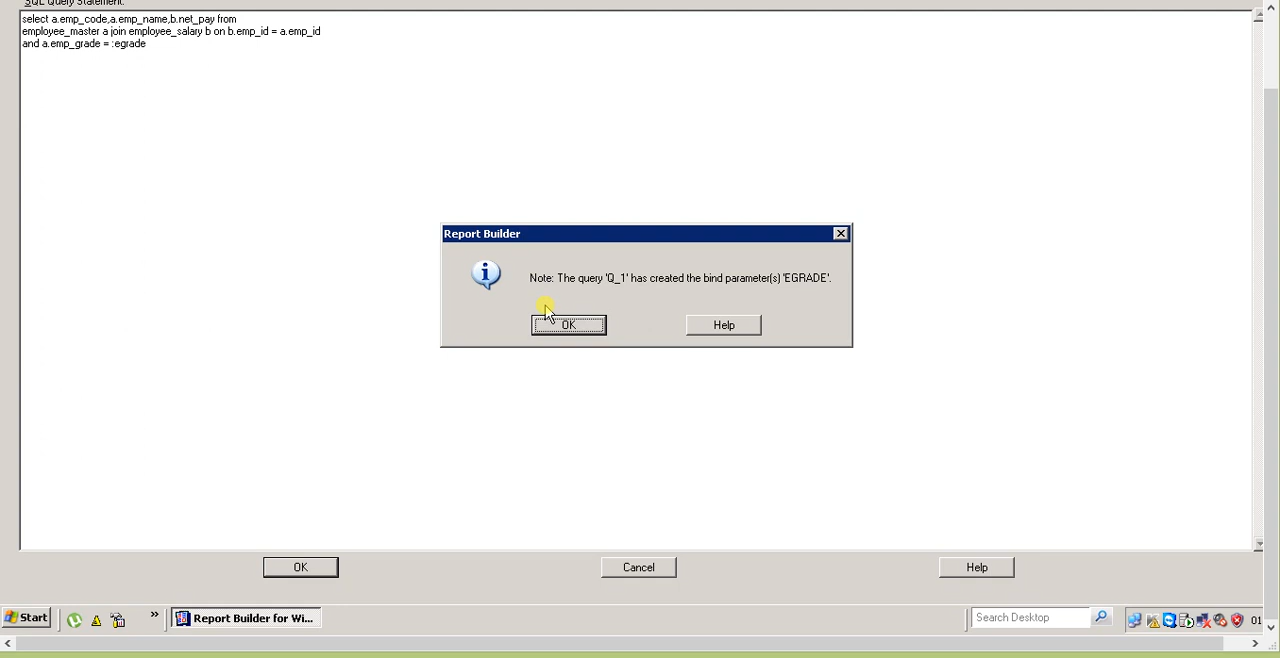 SQL Query Statement:
select a.emp_code,a.emp_name,b.net_pay from
employee_master a join employee_salary b on b.emp_id = a.emp_id
and a.emp_grade = :egrade
Report Builder
Note: The query 'Q_1' has created the bind parameter(s) 'EGRADE'.
OK Help
OK Cancel Help
Start » Report Builder for Wi... Search Desktop 01